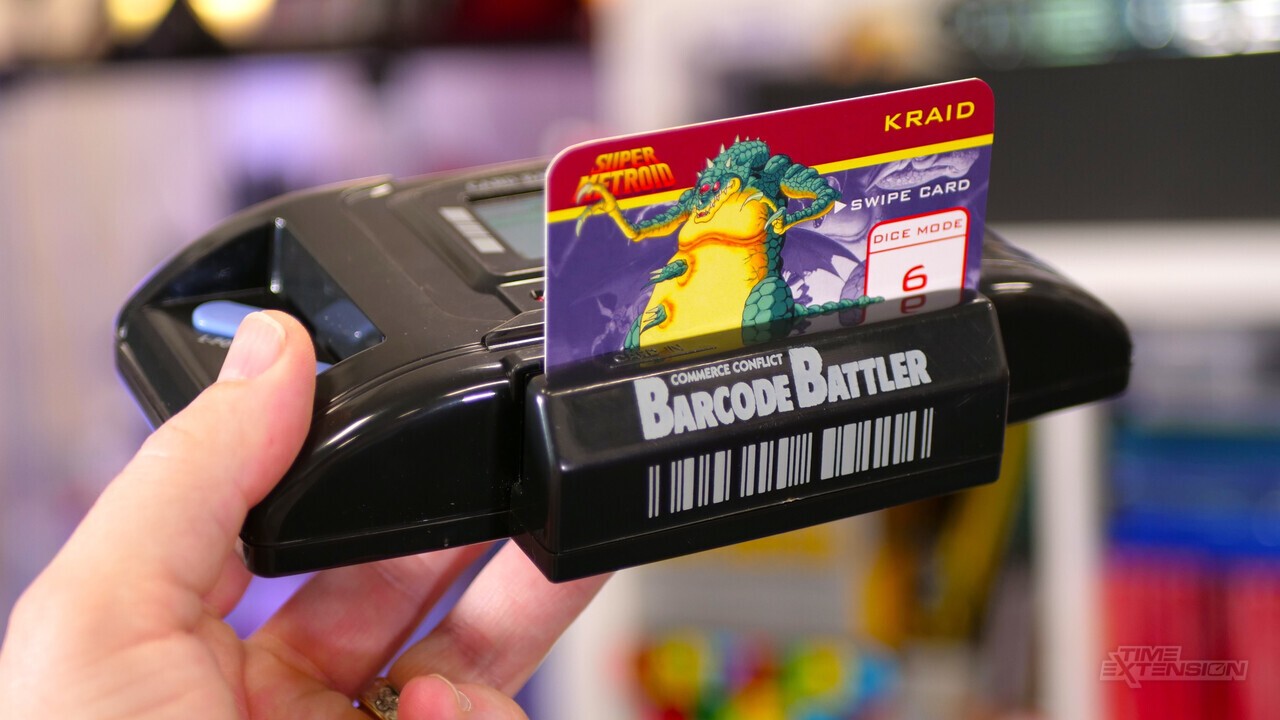 KRAID
SUPER
METROID
SWIPE CARD
DICE MODE
6
COMMERCE CONFLICT
BARCODE BATTLER
TIME
EXTENSION